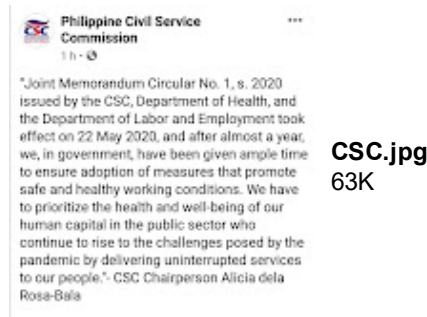 Philippine Civil Service
Commission
1 h ·
"Joint Memorandum Circular No. 1, s. 2020
issued by the CSC, Department of Health, and
the Department of Labor and Employment took
effect on 22 May 2020, and after almost a year,
we, in government, have been given ample time
to ensure adoption of measures that promote
safe and healthy working conditions. We have
to prioritize the health and well-being of our
human capital in the public sector who
continue to rise to the challenges posed by the
pandemic by delivering uninterrupted services
to our people."- CSC Chairperson Alicia dela
Rosa-Bala
CSC.jpg
63K